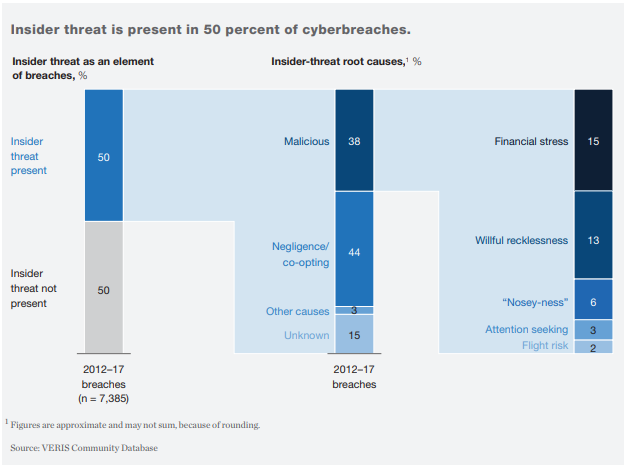 Insider threat is present in 50 percent of cyberbreaches.
Insider threat as an element
of breaches, %
Insider-threat root causes,¹ %
Insider
threat
present
50
Insider
threat not
present
50
2012–17
breaches
(n = 7,385)
Malicious
38
Negligence/
co-opting
44
Other causes
3
Unknown
15
2012–17
breaches
Financial stress
15
Willful recklessness
13
“Nosey-ness”
6
Attention seeking
3
Flight risk
2
¹ Figures are approximate and may not sum, because of rounding.
Source: VERIS Community Database